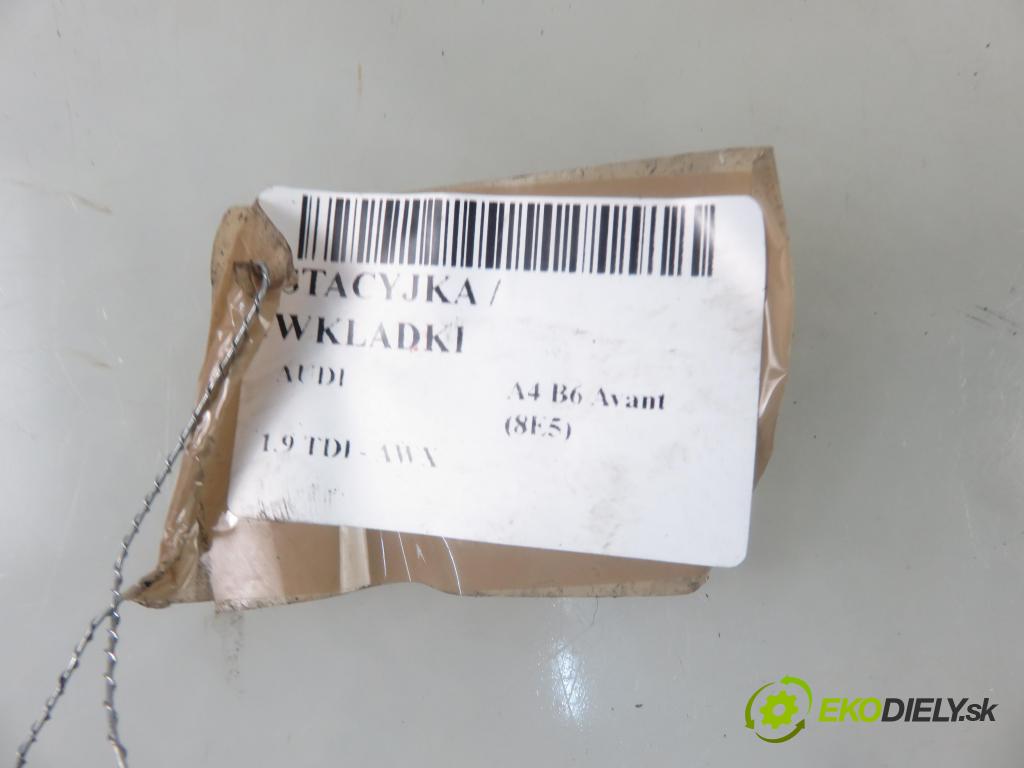 STACYJKA /
WKLADKI
AUDI
A4 B6 Avant
(8E5)
1.9 TDI - AWX
EKODIELY.sk